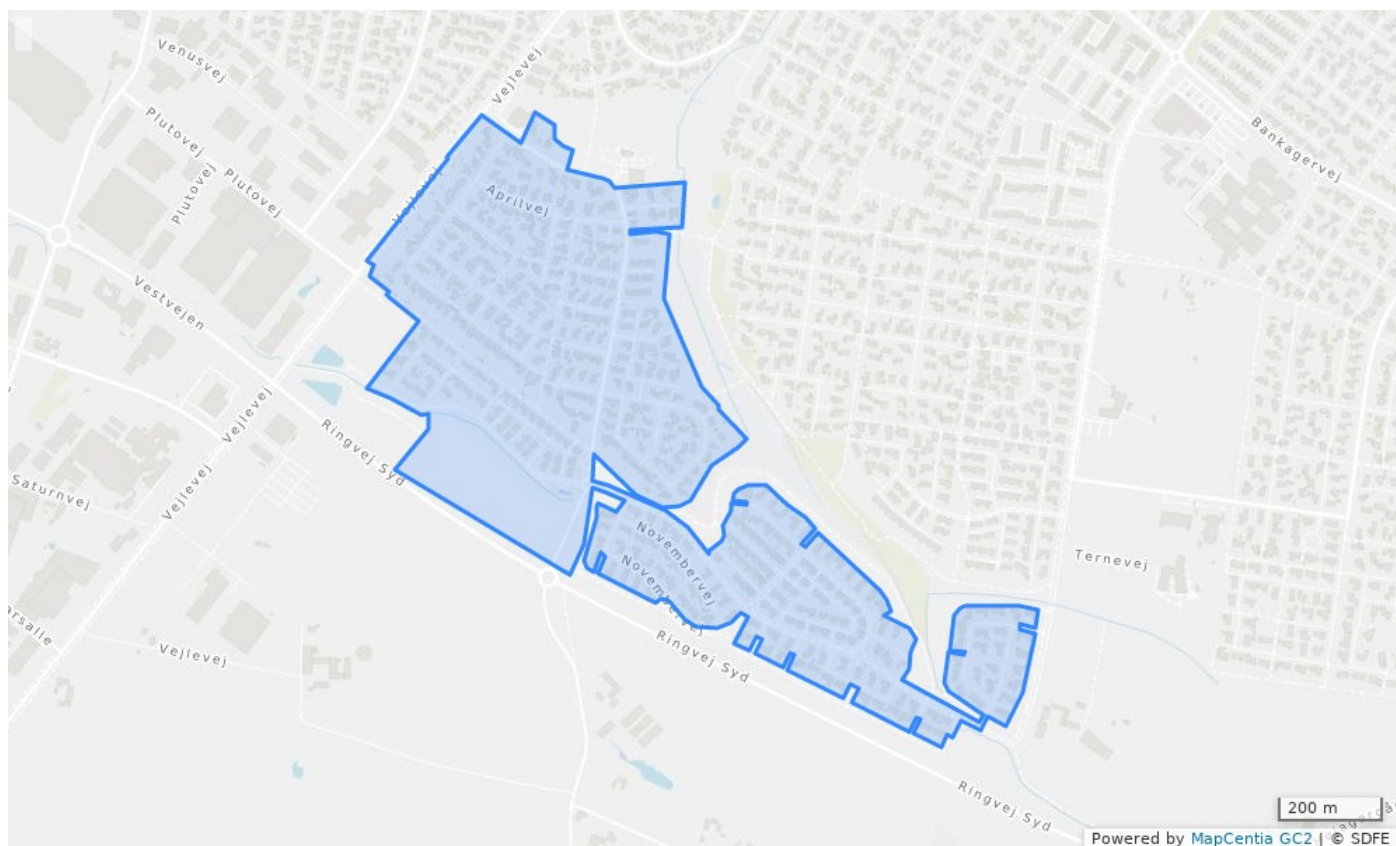 Venusvej
Vejlevej
Plutovej
Plutovej
Plutovej
Bankagervej
Vejlevej
Aprilvej
Vestvejen
Vejlevej
Ringvej Syd
Saturnvej
Vejlevej
Novembervej
Novembervej
Ternevej
Ringvej Syd
Vejlevej
Ringvej Syd
200 m
Powered by MapCentia GC2 | © SDFE